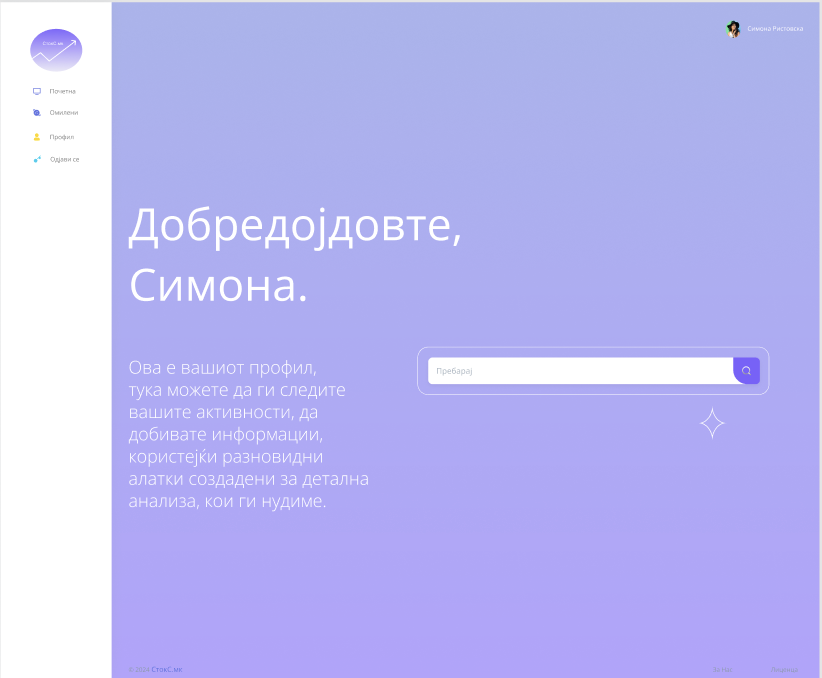 СтокС.мк
Симона Ристовска
Почетна
Омилени
Профил
Одјави се
Добредојдовте,
Симона.
Ова е вашиот профил,
тука можете да ги следите
вашите активности, да
добивате информации,
користејќи разновидни
алатки создадени за детална
анализа, кои ги нудиме.
Пребарај
© 2024 СтокС.мк
За Нас
Лиценца